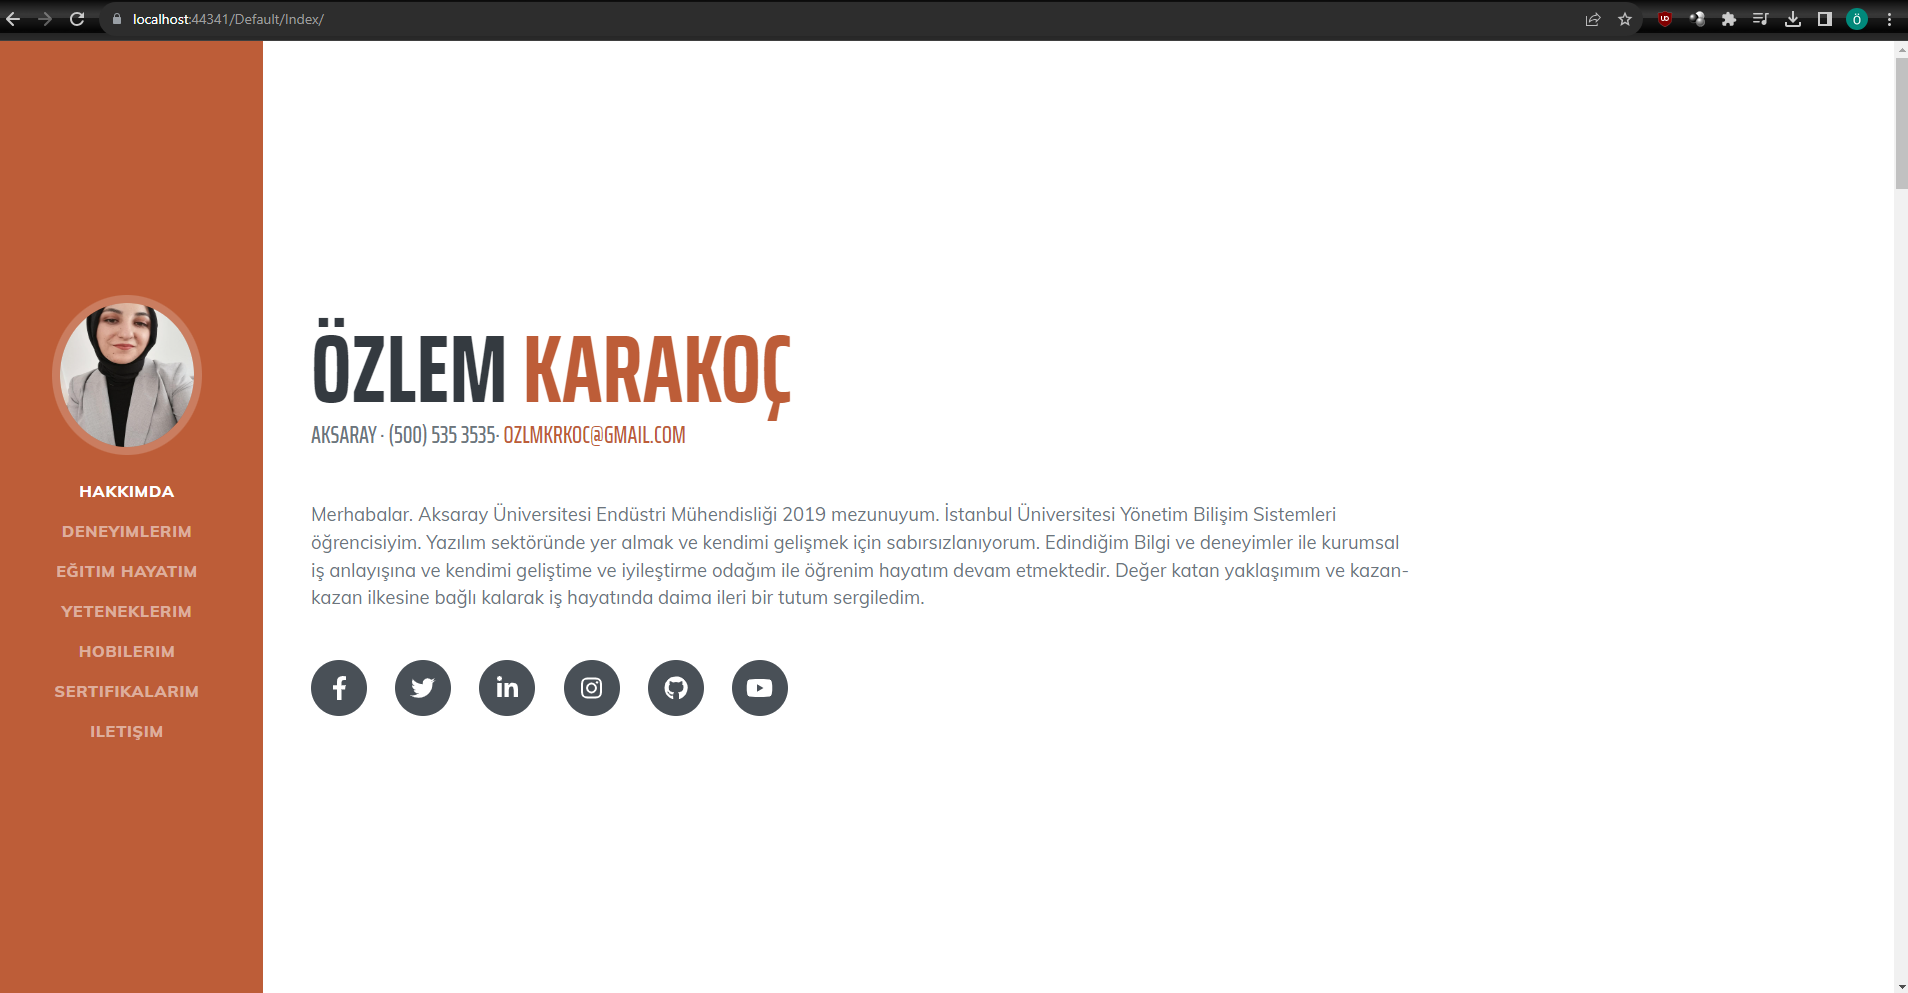 localhost:44341/Default/Index/
ö
HAKKIMDA
DENEYIMLERIM
EĞITIM HAYATIM
YETENEKLERIM
HOBILERIM
SERTIFIKALARIM
ILETIŞIM
ÖZLEM KARAKOÇ
AKSARAY · (500) 535 3535· OZLMKRKOC@GMAIL.COM
Merhabalar. Aksaray Üniversitesi Endüstri Mühendisliği 2019 mezunuyum. İstanbul Üniversitesi Yönetim Bilişim Sistemleri
öğrencisiyim. Yazılım sektöründe yer almak ve kendimi gelişmek için sabırsızlanıyorum. Edindiğim Bilgi ve deneyimler ile kurumsal
iş anlayışına ve kendimi geliştime ve iyileştirme odağım ile öğrenim hayatım devam etmektedir. Değer katan yaklaşımım ve kazan-
kazan ilkesine bağlı kalarak iş hayatında daima ileri bir tutum sergiledim.